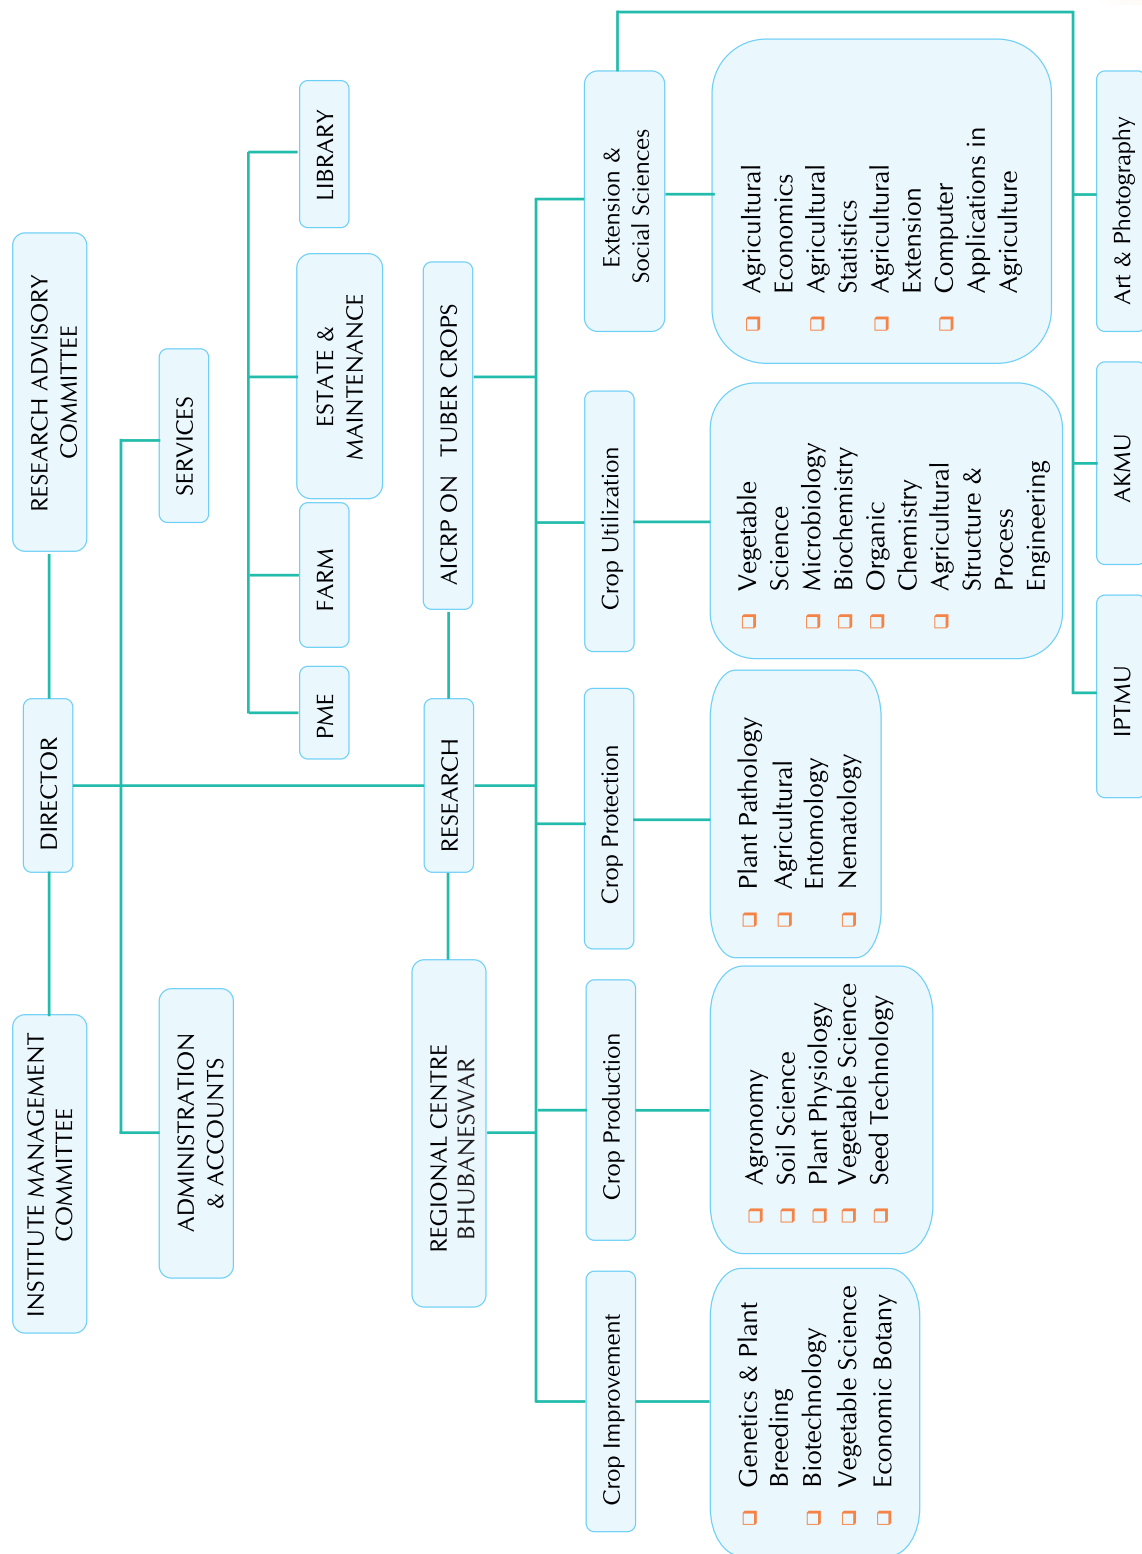 INSTITUTE MANAGEMENT
COMMITTEE
DIRECTOR
RESEARCH ADVISORY
COMMITTEE
ADMINISTRATION
& ACCOUNTS
SERVICES
PME
FARM
ESTATE &
MAINTENANCE
LIBRARY
REGIONAL CENTRE
BHUBANESWAR
RESEARCH
AICRP ON TUBER CROPS
Crop Improvement
Crop Production
Crop Protection
Crop Utilization
Extension &
Social Sciences
❑ Genetics & Plant
Breeding
❑ Biotechnology
❑ Vegetable Science
❑ Economic Botany
❑ Agronomy
❑ Soil Science
❑ Plant Physiology
❑ Vegetable Science
❑ Seed Technology
❑ Plant Pathology
❑ Agricultural
Entomology
❑ Nematology
❑ Vegetable
Science
❑ Microbiology
❑ Biochemistry
❑ Organic
Chemistry
❑ Agricultural
Structure &
Process
Engineering
❑ Agricultural
Economics
❑ Agricultural
Statistics
❑ Agricultural
Extension
❑ Computer
Applications in
Agriculture
IPTMU
AKMU
Art & Photography